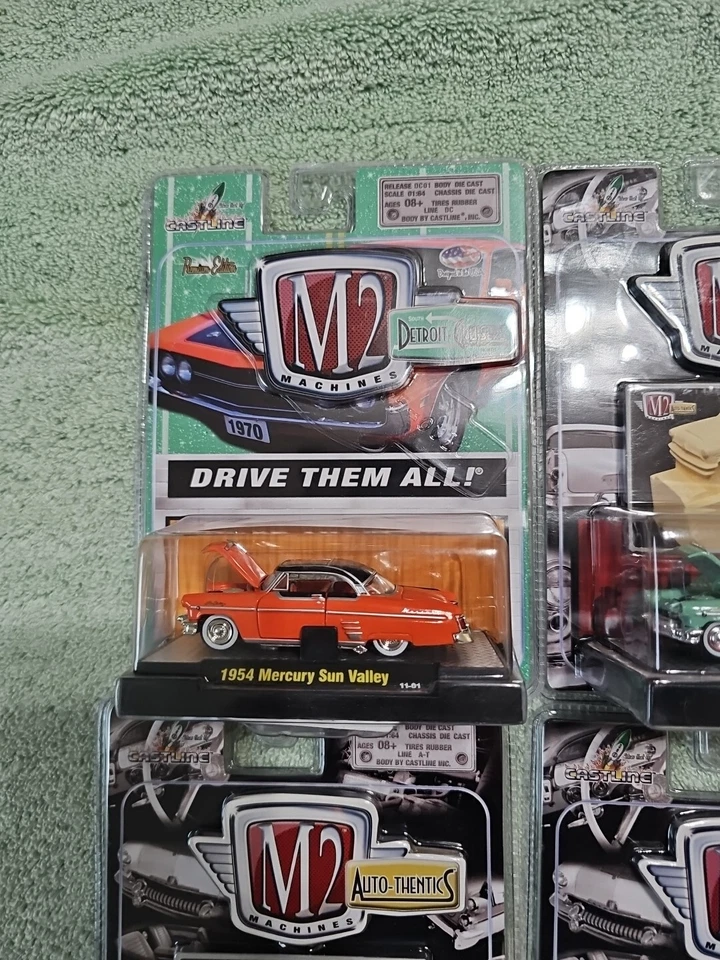 CASTLINE
RELEASE DC01 BODY DIE CAST
SCALE 01:64 CHASSIS DIE CAST
AGES 08+ TIRES RUBBER
LINE DC
BODY BY CASTLINE®, INC.
Premium Edition
M2
MACHINES
South
DETROIT
1970
DRIVE THEM ALL!®
1954 Mercury Sun Valley
11-01
CASTLINE
M2
CASTLINE
BODY DIE CAST
CHASSIS DIE CAST
AGES 08+ TIRES RUBBER
LINE A-T
BODY BY CASTLINE INC.
M2
MACHINES
AUTO-THENTICS
CASTLINE